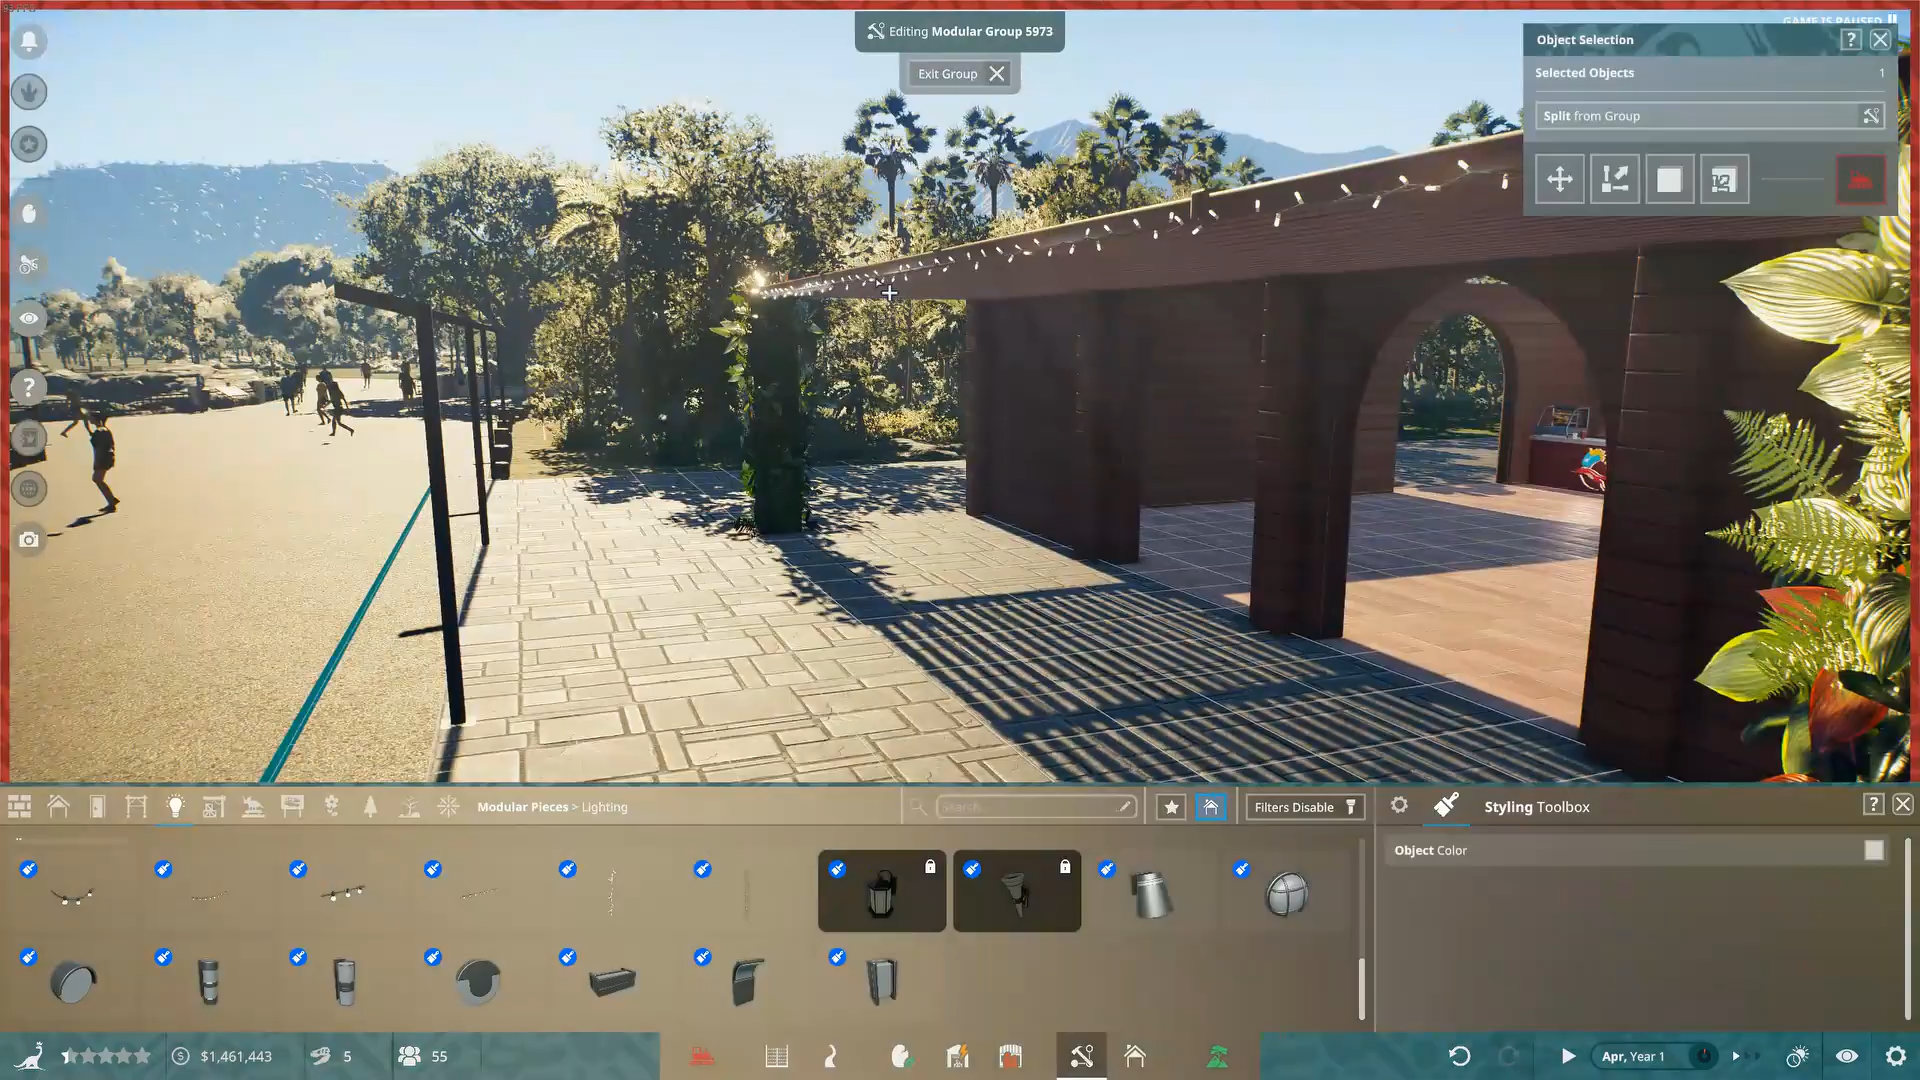 Editing Modular Group 5973
Exit Group
GAME IS PAUSED
Object Selection
?
Selected Objects
1
Split from Group
?
Modular Pieces > Lighting
Search...
Filters Disable
Styling Toolbox
?
Object Color
$1,461,443
5
55
Apr, Year 1